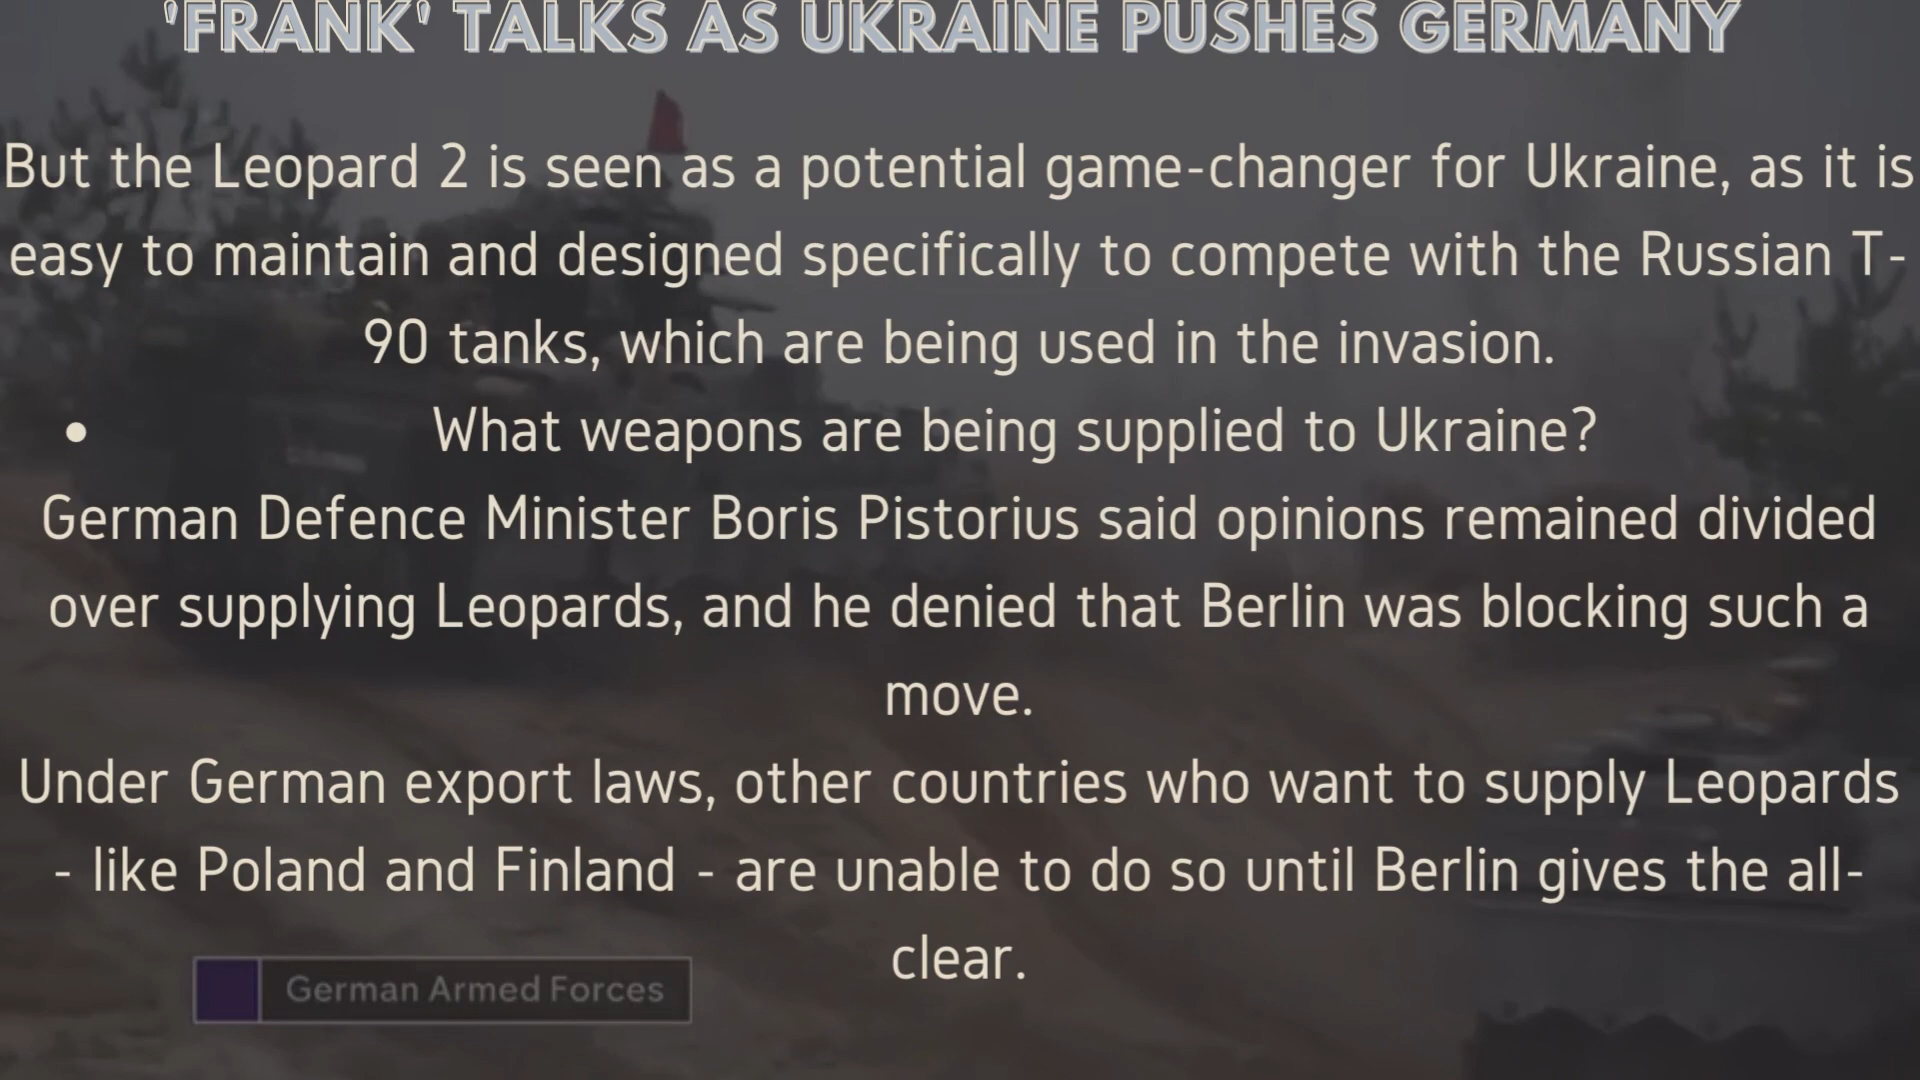 'FRANK' TALKS AS UKRAINE PUSHES GERMANY
But the Leopard 2 is seen as a potential game-changer for Ukraine, as it is
easy to maintain and designed specifically to compete with the Russian T-
90 tanks, which are being used in the invasion.
• What weapons are being supplied to Ukraine?
German Defence Minister Boris Pistorius said opinions remained divided
over supplying Leopards, and he denied that Berlin was blocking such a
move.
Under German export laws, other countries who want to supply Leopards
- like Poland and Finland - are unable to do so until Berlin gives the all-
clear.
German Armed Forces